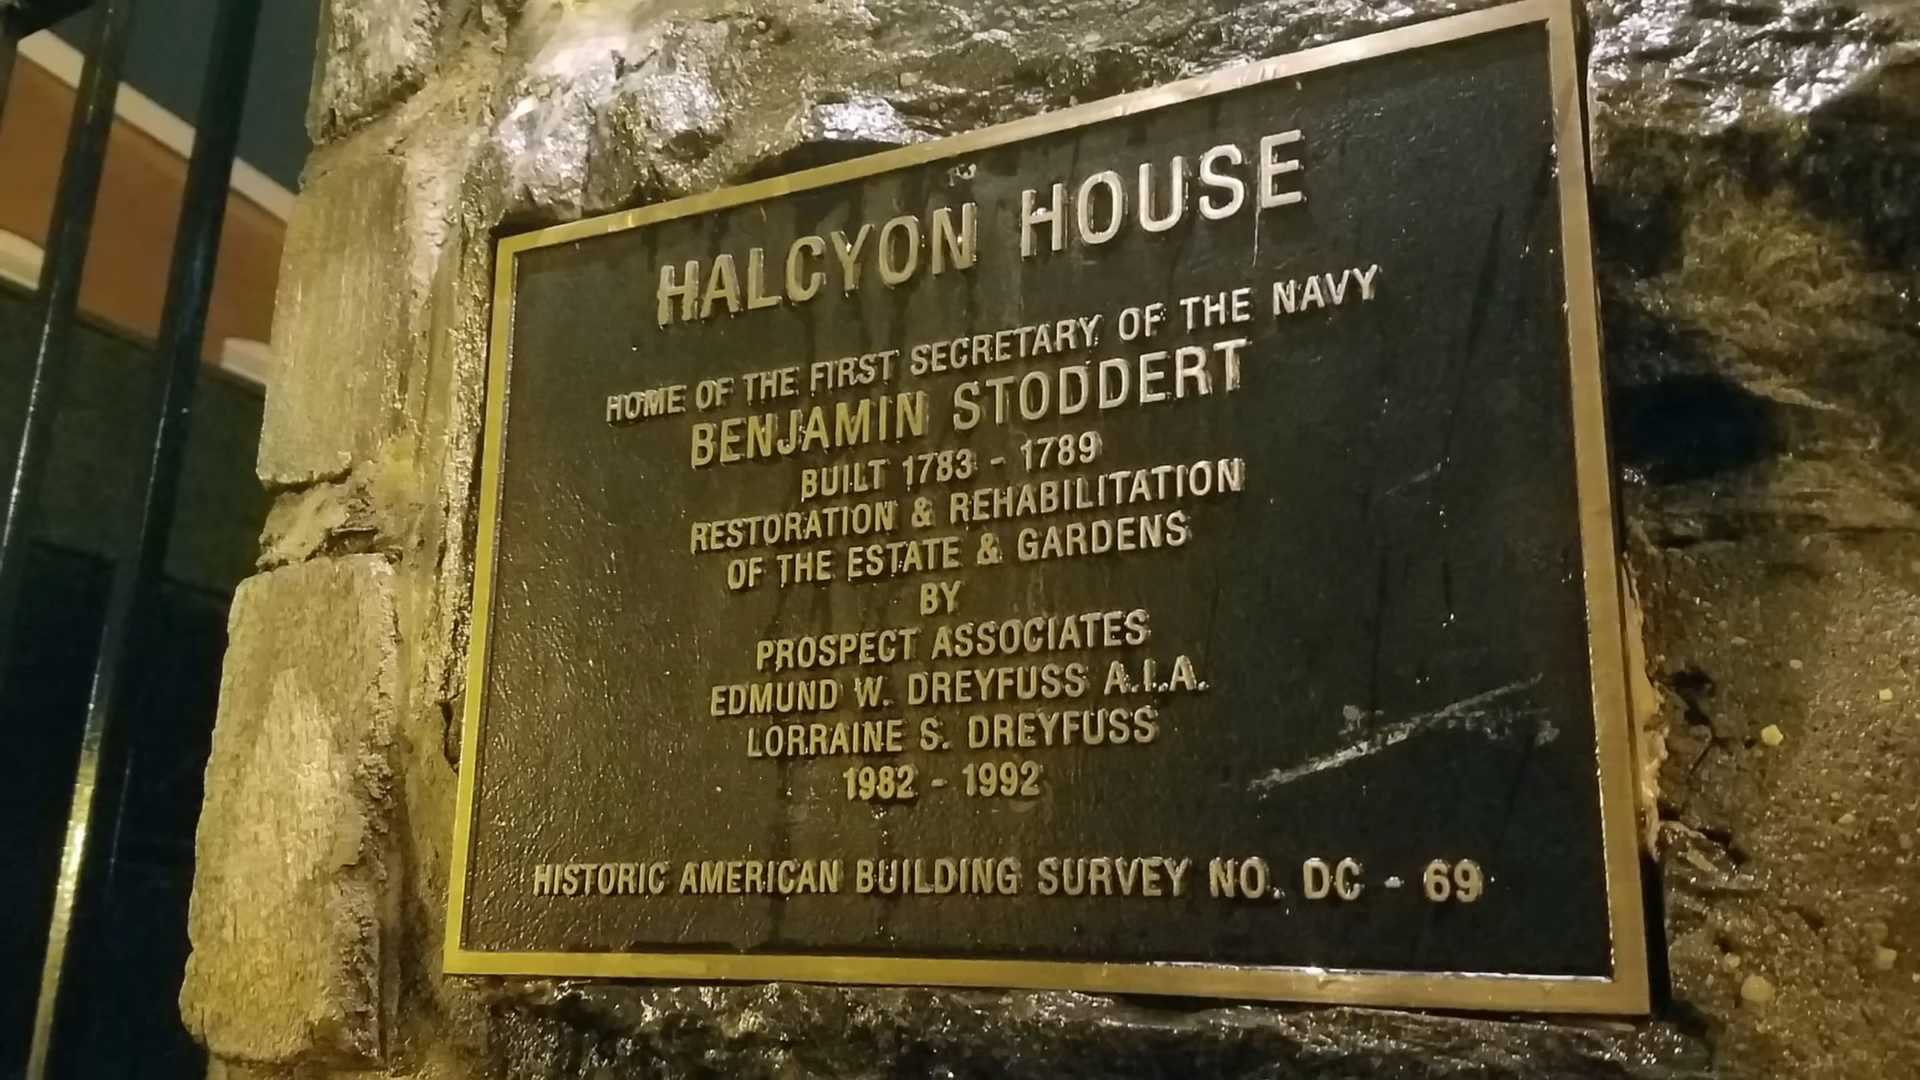 HALCYON HOUSE
HOME OF THE FIRST SECRETARY OF THE NAVY
BENJAMIN STODDERT
BUILT 1783 - 1789
RESTORATION & REHABILITATION
OF THE ESTATE & GARDENS
BY
PROSPECT ASSOCIATES
EDMUND W. DREYFUSS A.I.A.
LORRAINE S. DREYFUSS
1982 - 1992
HISTORIC AMERICAN BUILDING SURVEY NO. DC - 69